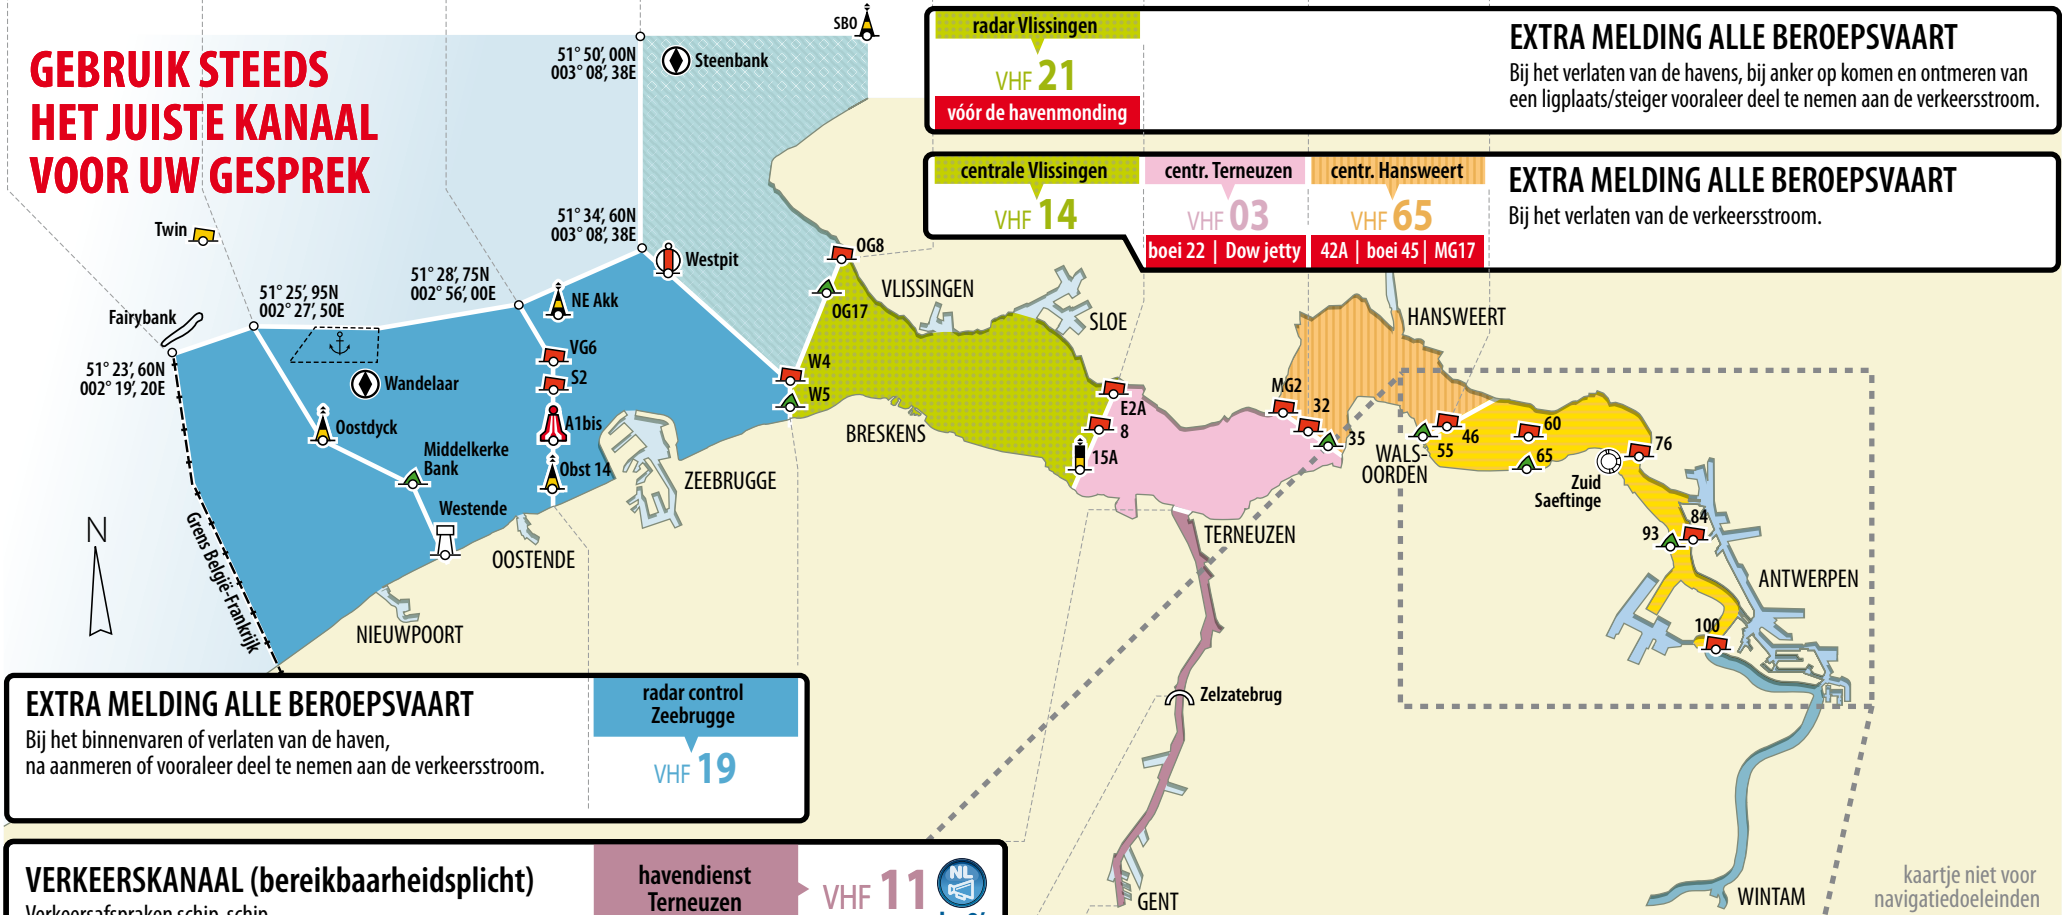 GEBRUIK STEEDS
HET JUISTE KANAAL
VOOR UW GESPREK
SBO
Steenbank
51° 50’, 00N
003° 08’, 38E
51° 34’, 60N
003° 08’, 38E
51° 28’, 75N
002° 56’, 00E
51° 25’, 95N
002° 27’, 50E
51° 23’, 60N
002° 19’, 20E
Twin
Fairybank
Westpit
NE Akk
VG6
S2
A1bis
Obst 14
Wandelaar
Oostdyck
Middelkerke
Bank
Westende
Grens België-Frankrijk
N
NIEUWPOORT
OOSTENDE
ZEEBRUGGE
OG8
OG17
W4
W5
VLISSINGEN
SLOE
BRESKENS
E2A
8
15A
TERNEUZEN
MG2
32
35
HANSWEERT
WALS-
OORDEN
46
55
60
65
76
Zuid
Saeftinge
84
93
100
ANTWERPEN
Zelzatebrug
GENT
WINTAM
radar Vlissingen
VHF 21
vóór de havenmonding
EXTRA MELDING ALLE BEROEPSVAART
Bij het verlaten van de havens, bij anker op komen en ontmeren van
een ligplaats/steiger vooraleer deel te nemen aan de verkeersstroom.
centrale Vlissingen
VHF 14
centr. Terneuzen
VHF 03
boei 22 | Dow jetty
centr. Hansweert
VHF 65
42A | boei 45 | MG17
EXTRA MELDING ALLE BEROEPSVAART
Bij het verlaten van de verkeersstroom.
EXTRA MELDING ALLE BEROEPSVAART
Bij het binnenvaren of verlaten van de haven,
na aanmeren of vooraleer deel te nemen aan de verkeersstroom.
radar control
Zeebrugge
VHF 19
VERKEERSKANAAL (bereikbaarheidsplicht)
Verkeersafspraken schip-schip
havendienst
Terneuzen
VHF 11
NL
kaartje niet voor
navigatiedoeleinden